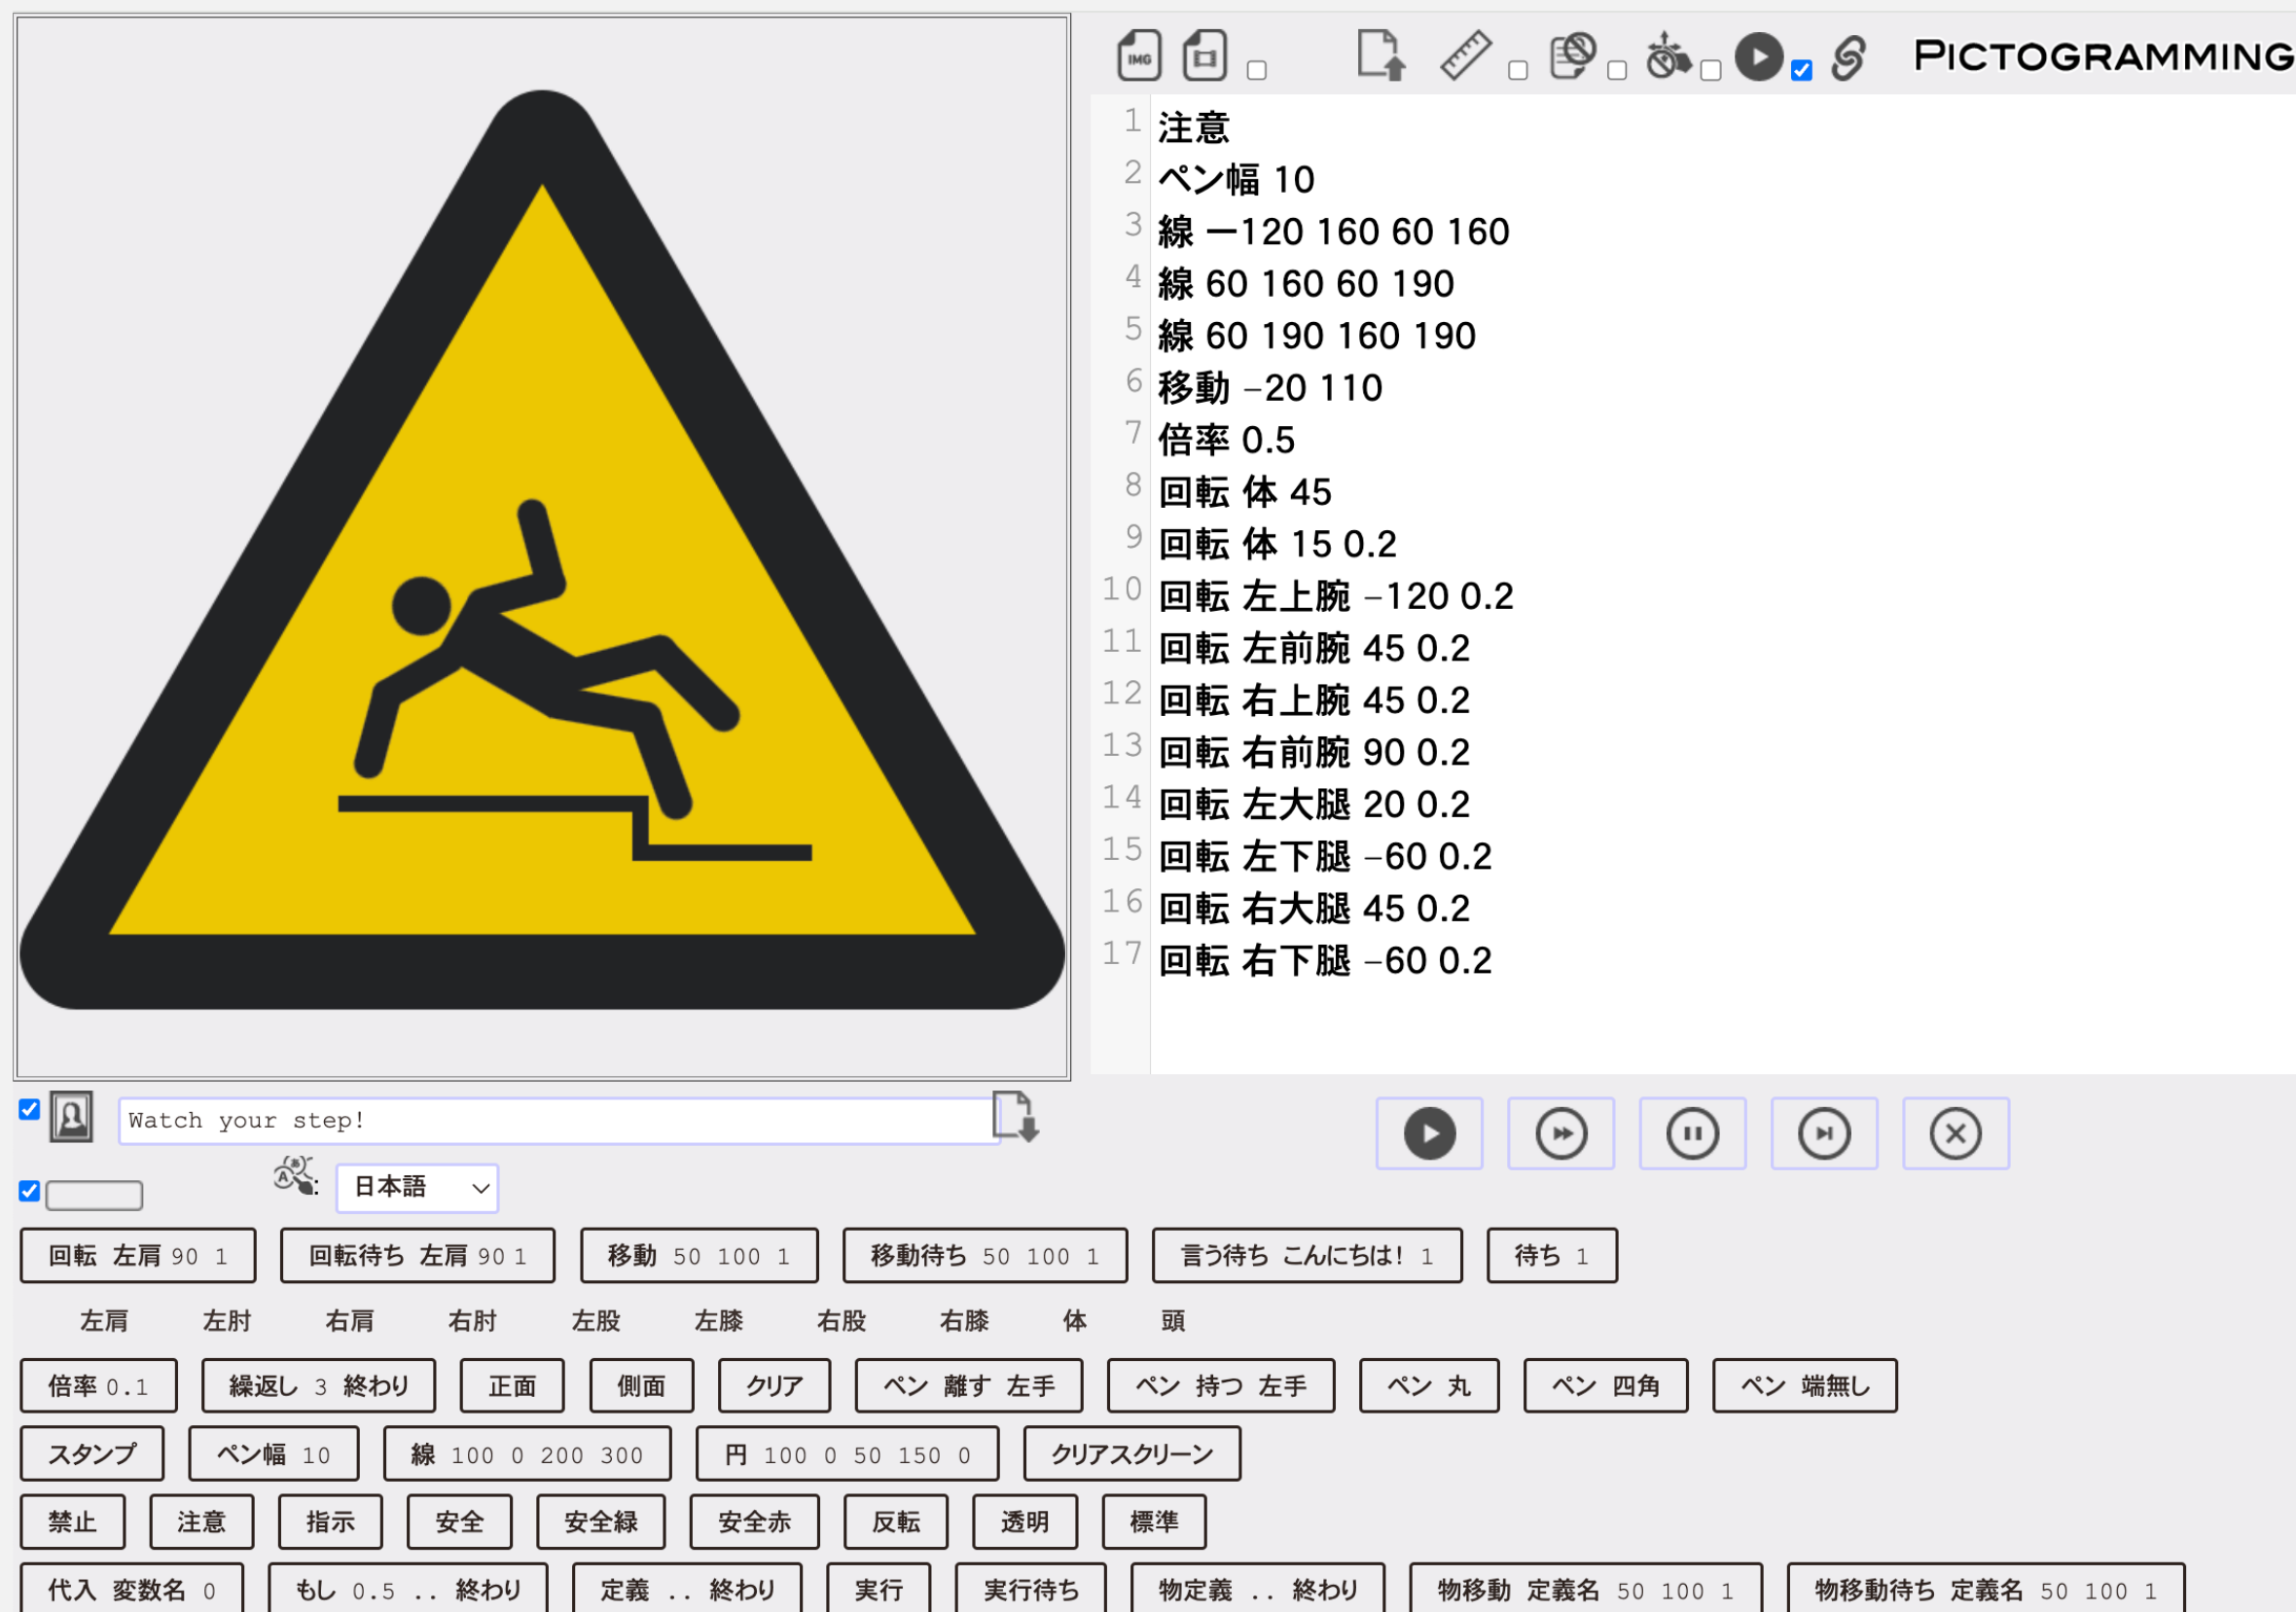 IMG
PICTOGRAMMING
1 注意
2 ペン幅 10
3 線 ー120 160 60 160
4 線 60 160 60 190
5 線 60 190 160 190
6 移動 −20 110
7 倍率 0.5
8 回転 体 45
9 回転 体 15 0.2
10 回転 左上腕 −120 0.2
11 回転 左前腕 45 0.2
12 回転 右上腕 45 0.2
13 回転 右前腕 90 0.2
14 回転 左大腿 20 0.2
15 回転 左下腿 −60 0.2
16 回転 右大腿 45 0.2
17 回転 右下腿 −60 0.2
Watch your step!
Aあ: 日本語
回転 左肩 90 1 回転待ち 左肩 90 1 移動 50 100 1 移動待ち 50 100 1 言う待ち こんにちは! 1 待ち 1
左肩 左肘 右肩 右肘 左股 左膝 右股 右膝 体 頭
倍率 0.1 繰返し 3 終わり 正面 側面 クリア ペン 離す 左手 ペン 持つ 左手 ペン 丸 ペン 四角 ペン 端無し
スタンプ ペン幅 10 線 100 0 200 300 円 100 0 50 150 0 クリアスクリーン
禁止 注意 指示 安全 安全緑 安全赤 反転 透明 標準
代入 変数名 0 もし 0.5 .. 終わり 定義 .. 終わり 実行 実行待ち 物定義 .. 終わり 物移動 定義名 50 100 1 物移動待ち 定義名 50 100 1